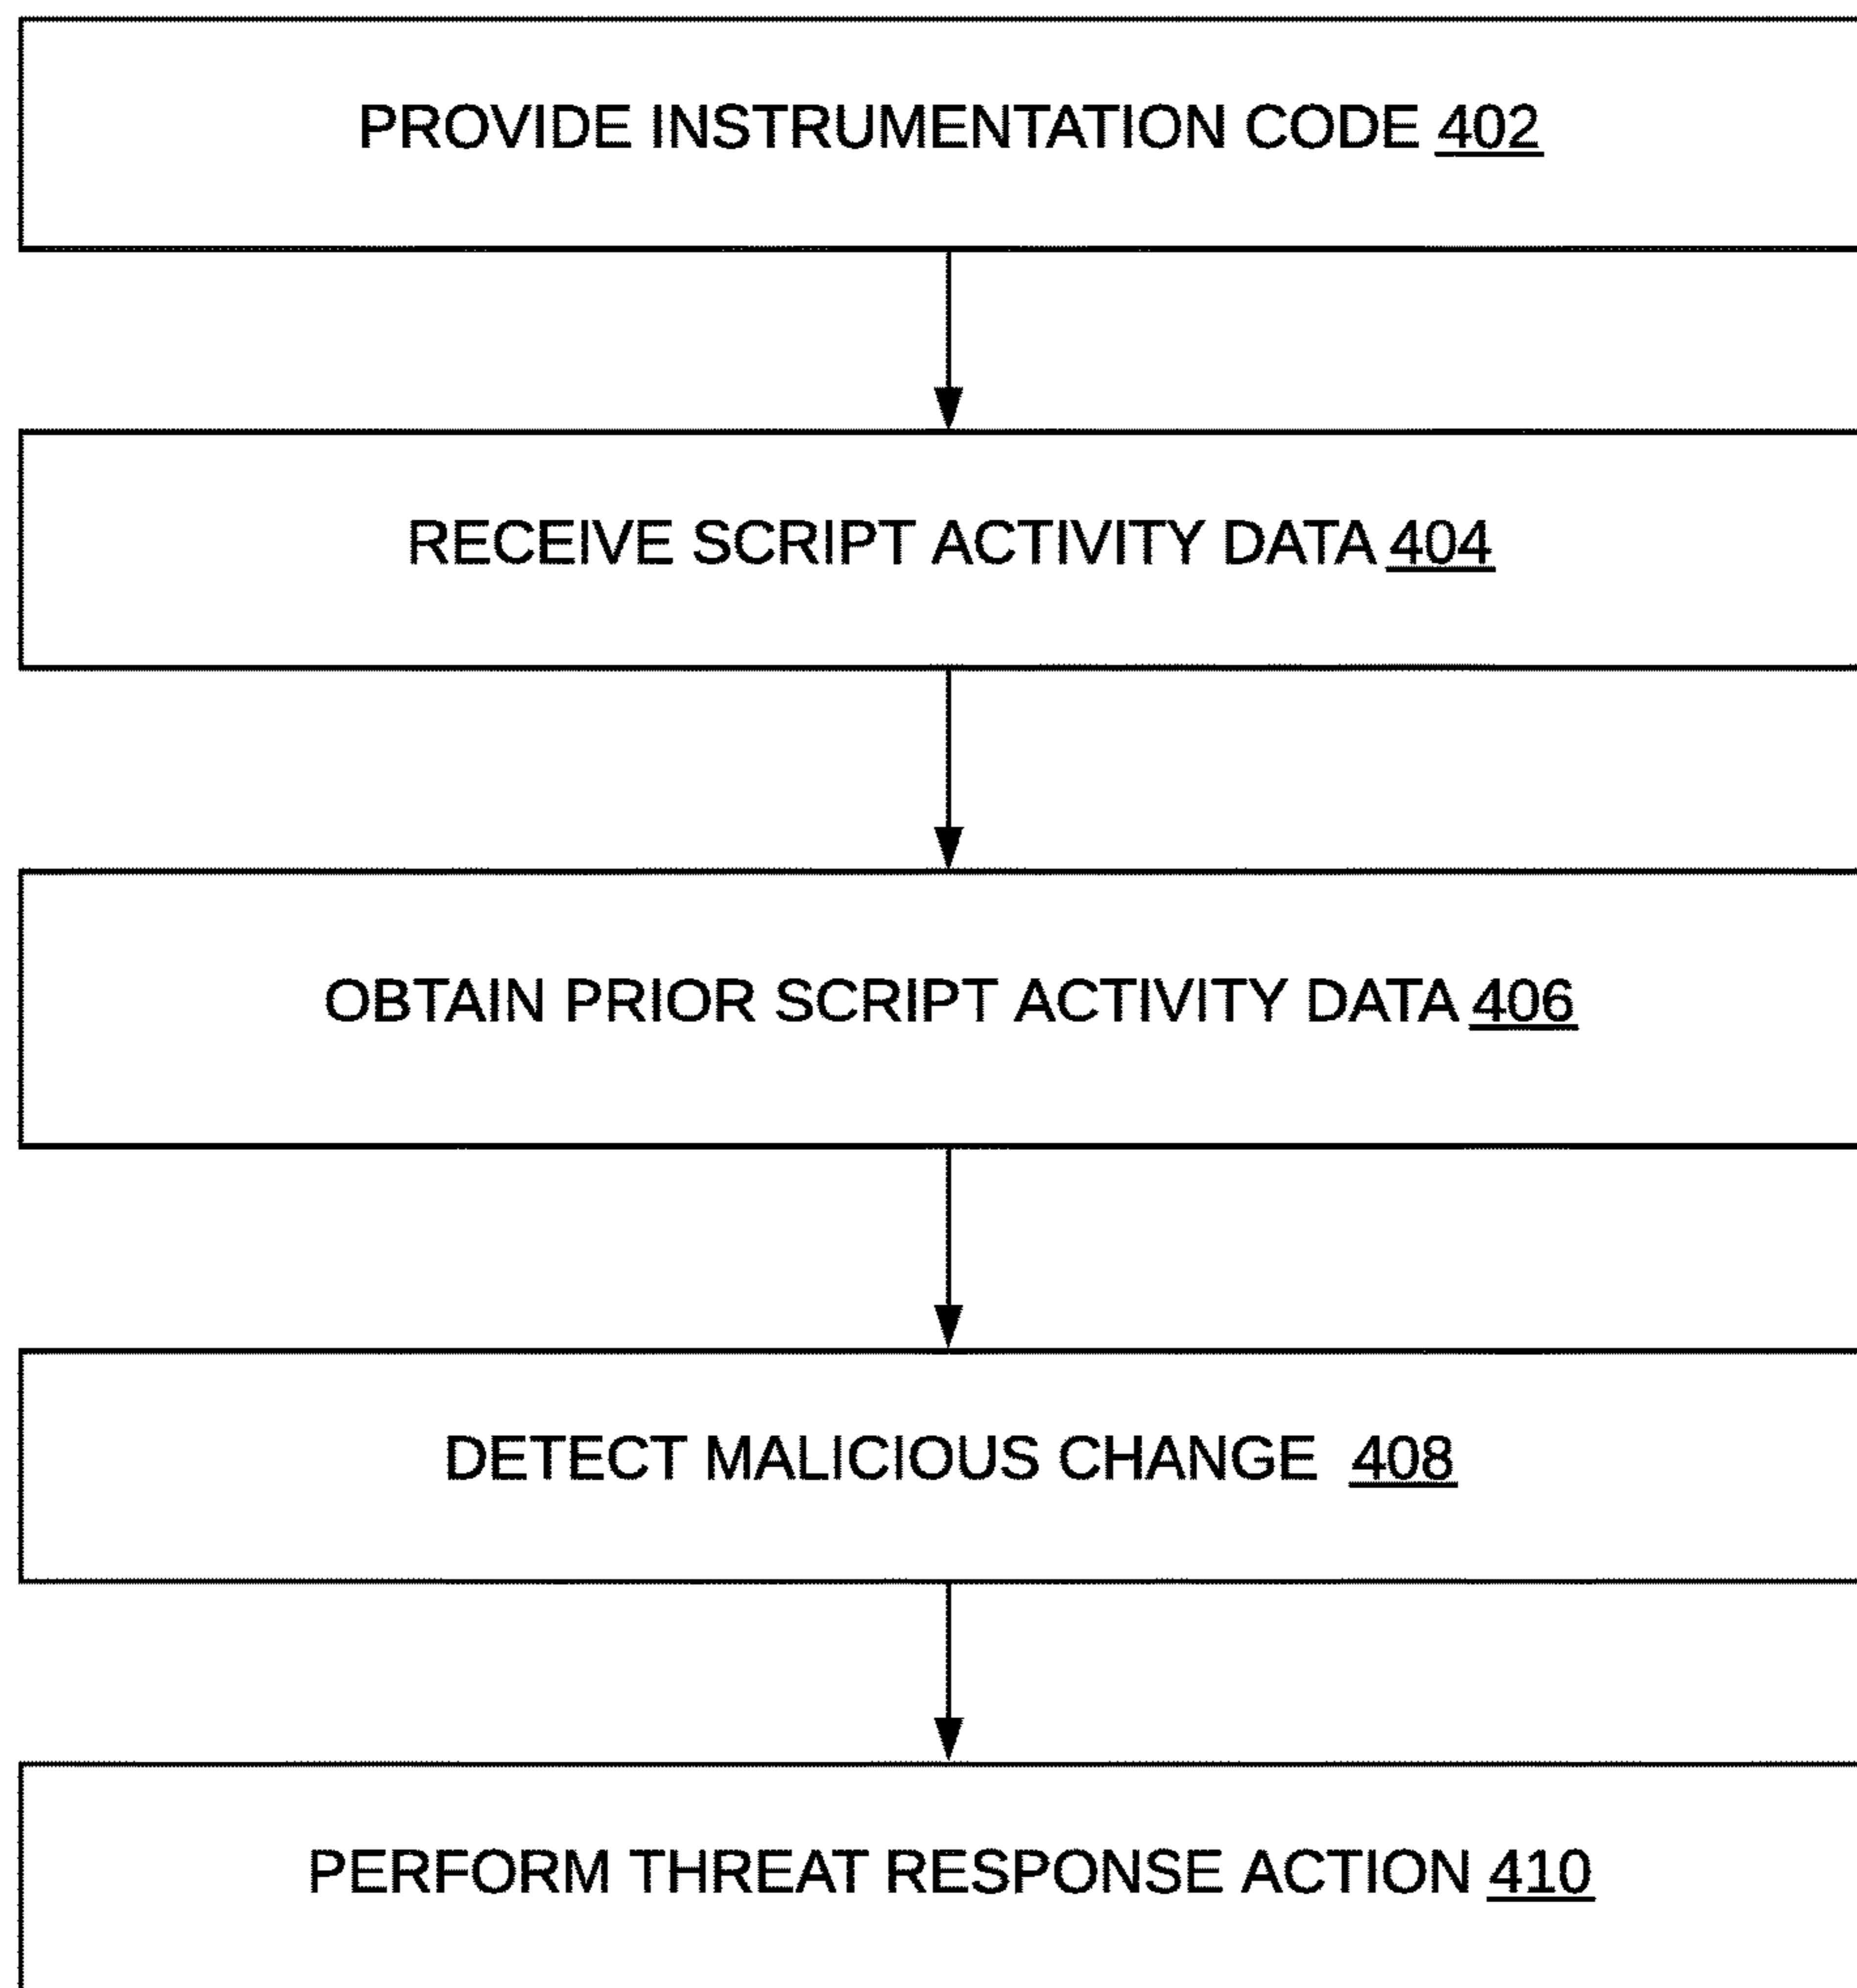 PROVIDE INSTRUMENTATION CODE 402
RECEIVE SCRIPT ACTIVITY DATA 404
OBTAIN PRIOR SCRIPT ACTIVITY DATA 406
DETECT MALICIOUS CHANGE 408
PERFORM THREAT RESPONSE ACTION 410